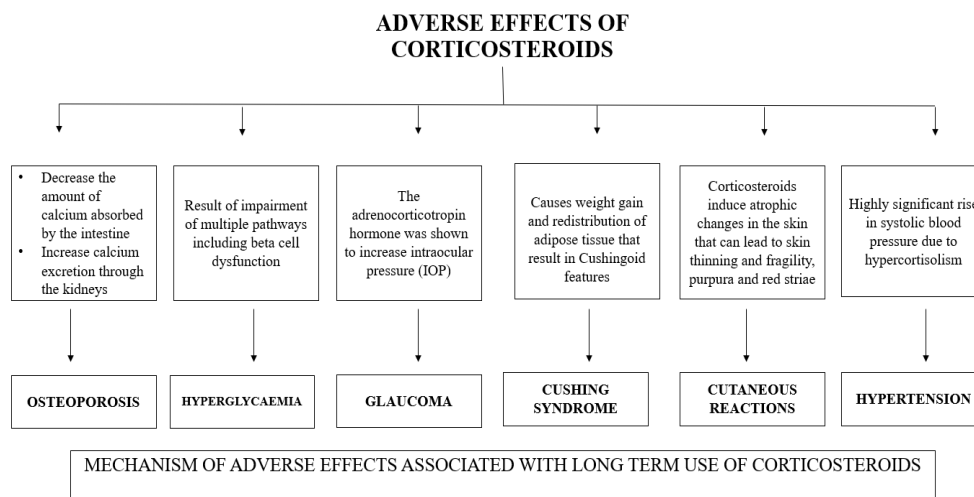 ADVERSE EFFECTS OF
CORTICOSTEROIDS
• Decrease the
amount of
calcium absorbed
by the intestine
• Increase calcium
excretion through
the kidneys
Result of impairment
of multiple pathways
including beta cell
dysfunction
The
adrenocorticotropin
hormone was shown
to increase intraocular
pressure (IOP)
Causes weight gain
and redistribution of
adipose tissue that
result in Cushingoid
features
Corticosteroids
induce atrophic
changes in the skin
that can lead to skin
thinning and fragility,
purpura and red striae
Highly significant rise
in systolic blood
pressure due to
hypercortisolism
OSTEOPOROSIS
HYPERGLYCAEMIA
GLAUCOMA
CUSHING
SYNDROME
CUTANEOUS
REACTIONS
HYPERTENSION
MECHANISM OF ADVERSE EFFECTS ASSOCIATED WITH LONG TERM USE OF CORTICOSTEROIDS